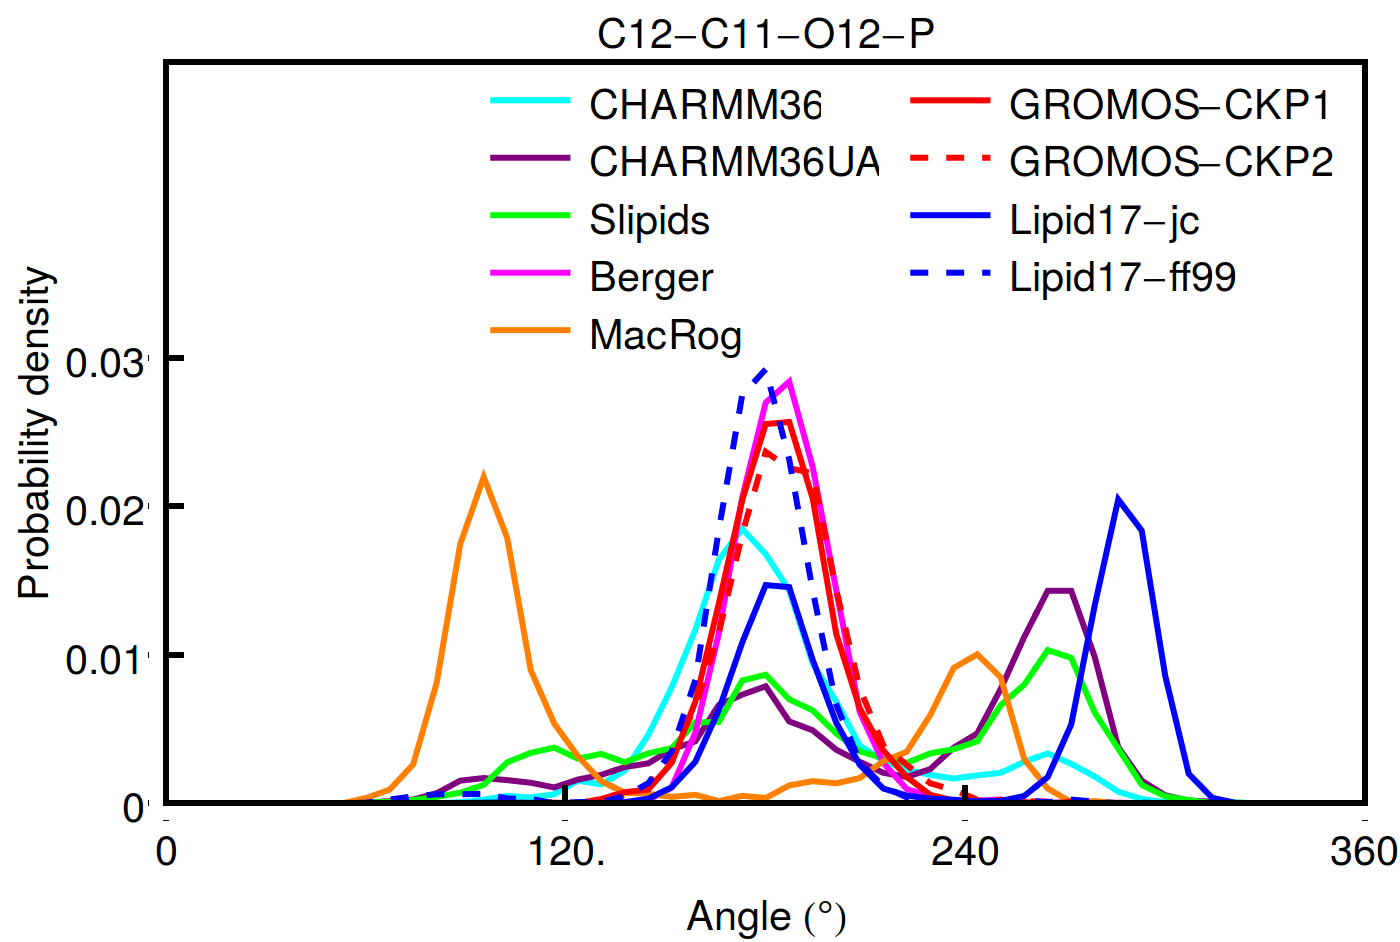 C12−C11−O12−P
CHARMM36
CHARMM36UA
Slipids
Berger
MacRog
GROMOS−CKP1
GROMOS−CKP2
Lipid17−jc
Lipid17−ff99
Probability density
0.03
0.02
0.01
0
0 120. 240 360
Angle (°)